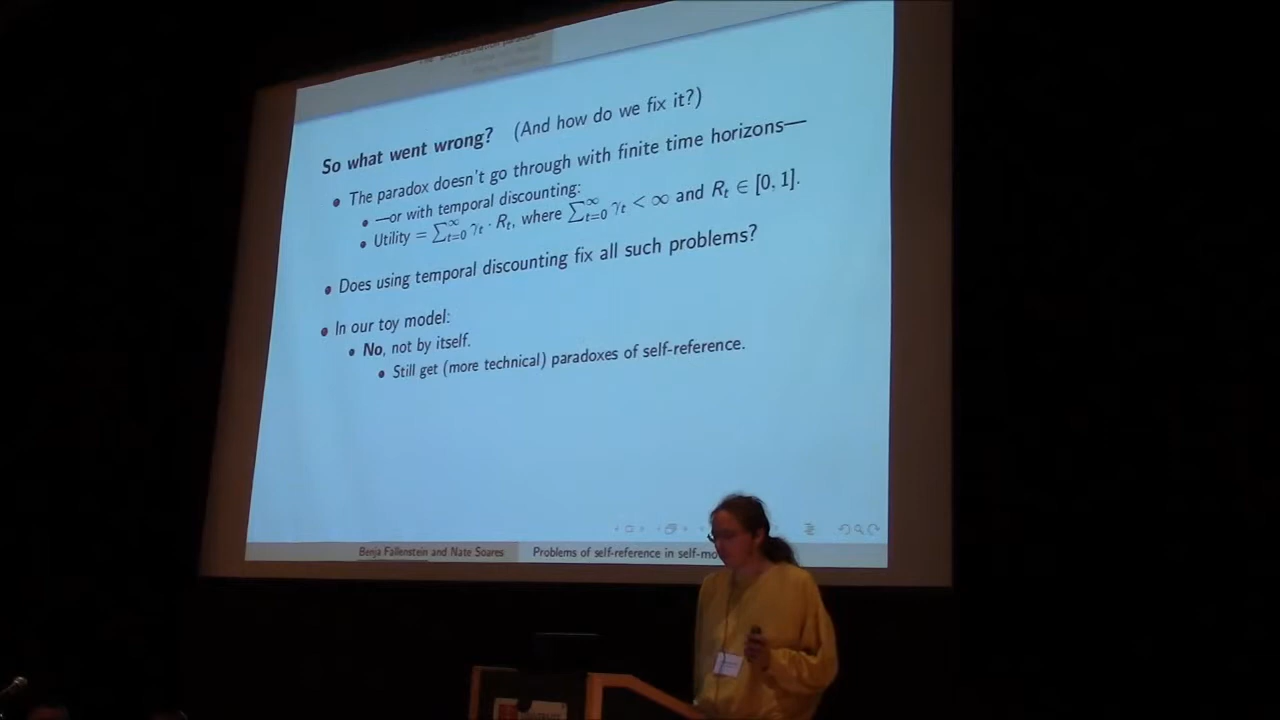 So what went wrong? (And how do we fix it?)
The paradox doesn't go through with finite time horizons—
—or with temporal discounting:
Utility = ∑_{t=0}^{∞} γ_t · R_t, where ∑_{t=0}^{∞} γ_t < ∞ and R_t ∈ [0, 1].
Does using temporal discounting fix all such problems?
In our toy model:
No, not by itself.
Still get (more technical) paradoxes of self-reference.
Benja Fallenstein and Nate Soares Problems of self-reference in self-mo